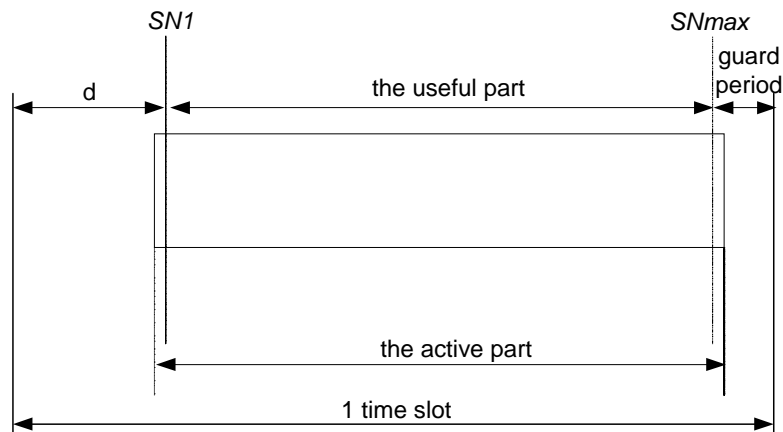 SN1
SNmax
guard
period
d
the useful part
the active part
1 time slot